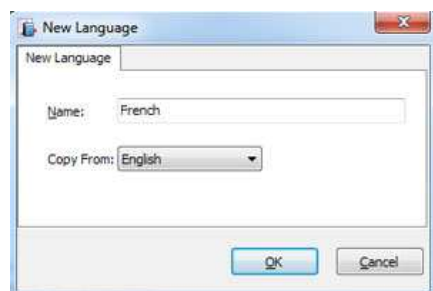 New Language
New Language
Name: French
Copy From: English
OK Cancel